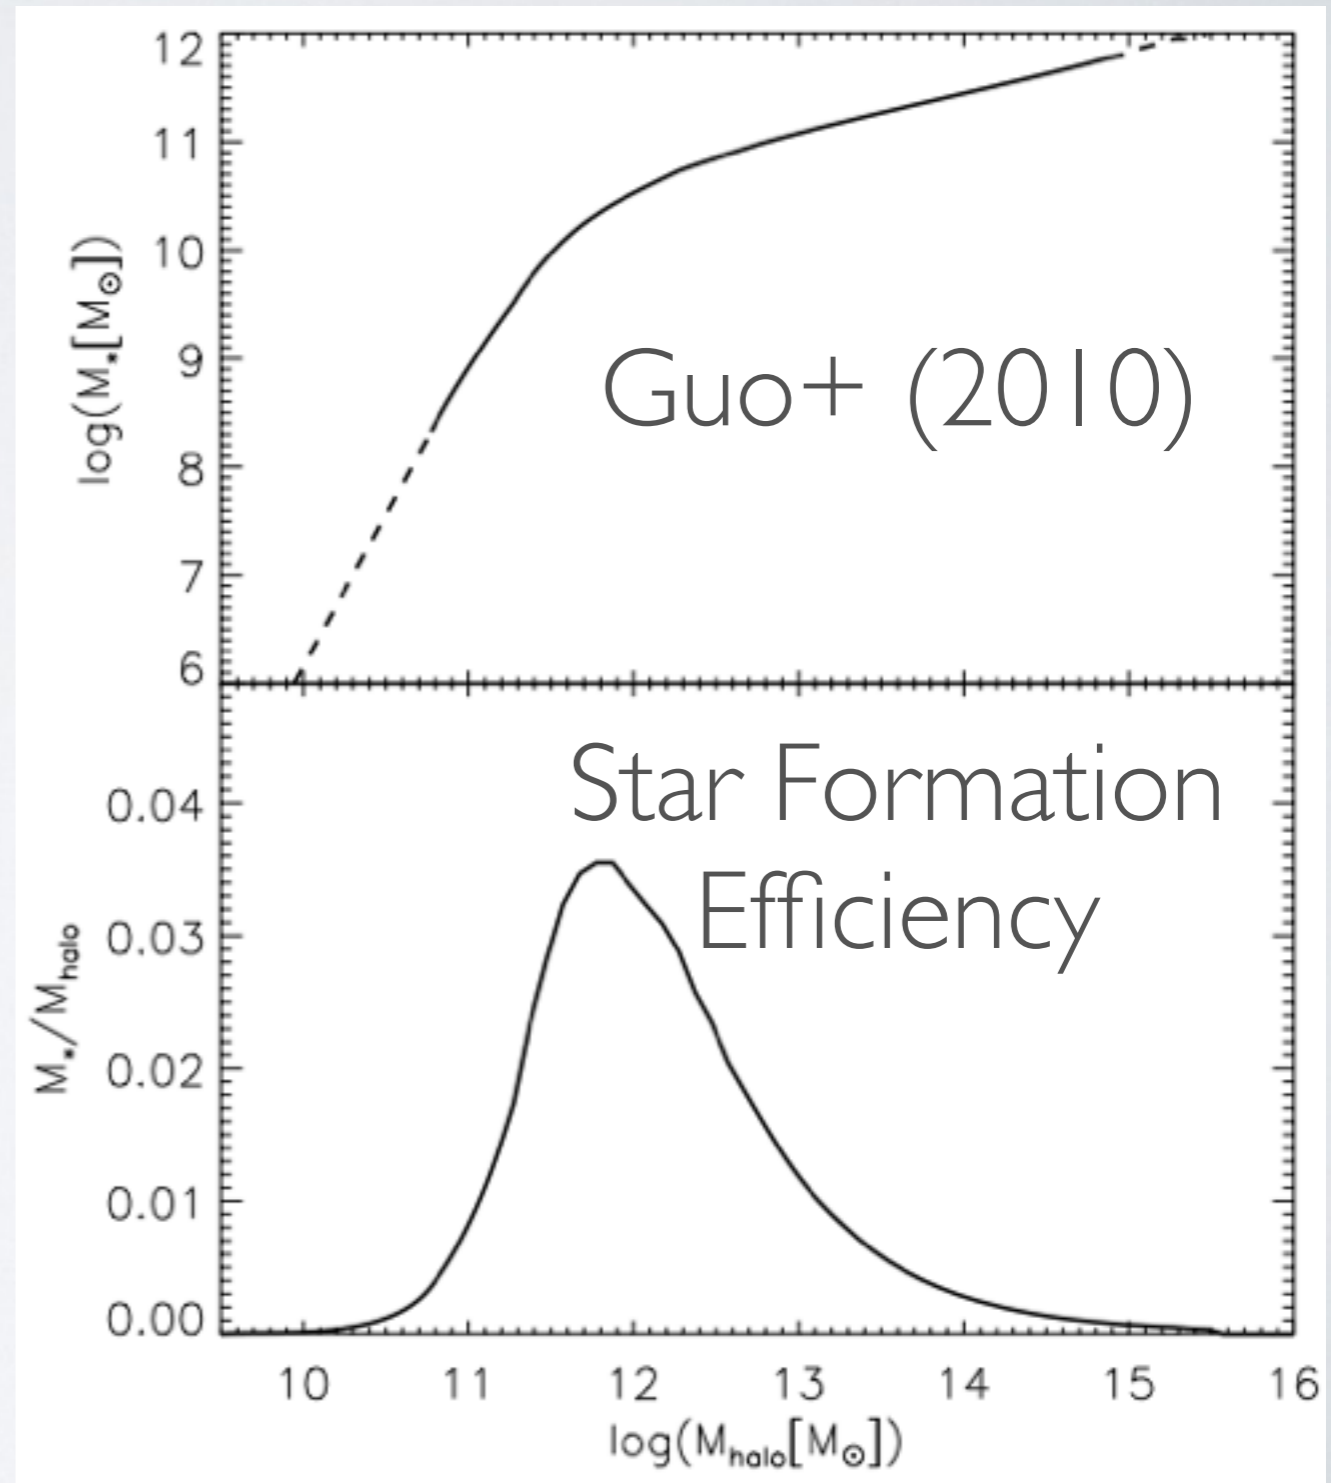 12
11
10
9
8
7
6
log(M*[M⊙])
Guo+ (2010)
Star Formation
Efficiency
0.04
0.03
0.02
0.01
0.00
M*/Mhalo
10 11 12 13 14 15 16
log(Mhalo[M⊙])